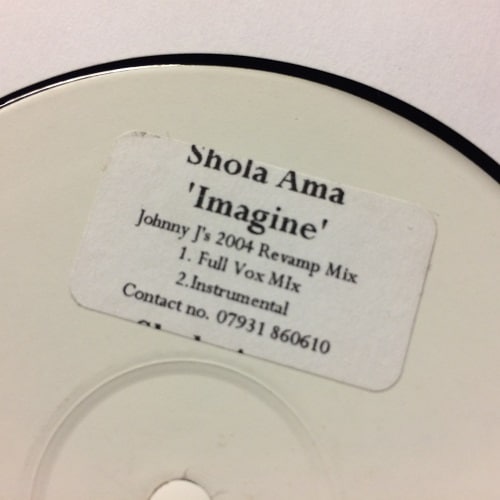 Shola Ama
'Imagine'
Johnny J's 2004 Revamp Mix
1. Full Vox MIx
2.Instrumental
Contact no. 07931 860610